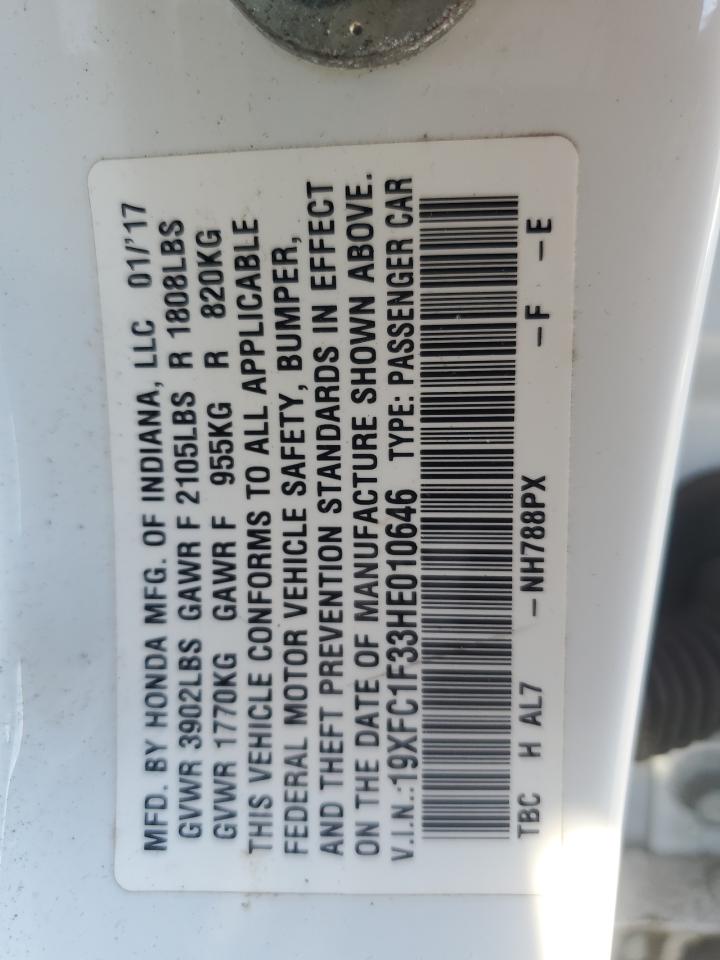 MFD. BY HONDA MFG. OF INDIANA, LLC 01/'17
GVWR 3902LBS GAWR F 2105LBS R 1808LBS
GVWR 1770KG GAWR F 955KG R 820KG
THIS VEHICLE CONFORMS TO ALL APPLICABLE
FEDERAL MOTOR VEHICLE SAFETY, BUMPER,
AND THEFT PREVENTION STANDARDS IN EFFECT
ON THE DATE OF MANUFACTURE SHOWN ABOVE.
V.I.N.:19XFC1F33HE010646 TYPE: PASSENGER CAR
TBC H AL7 -NH788PX -F -E